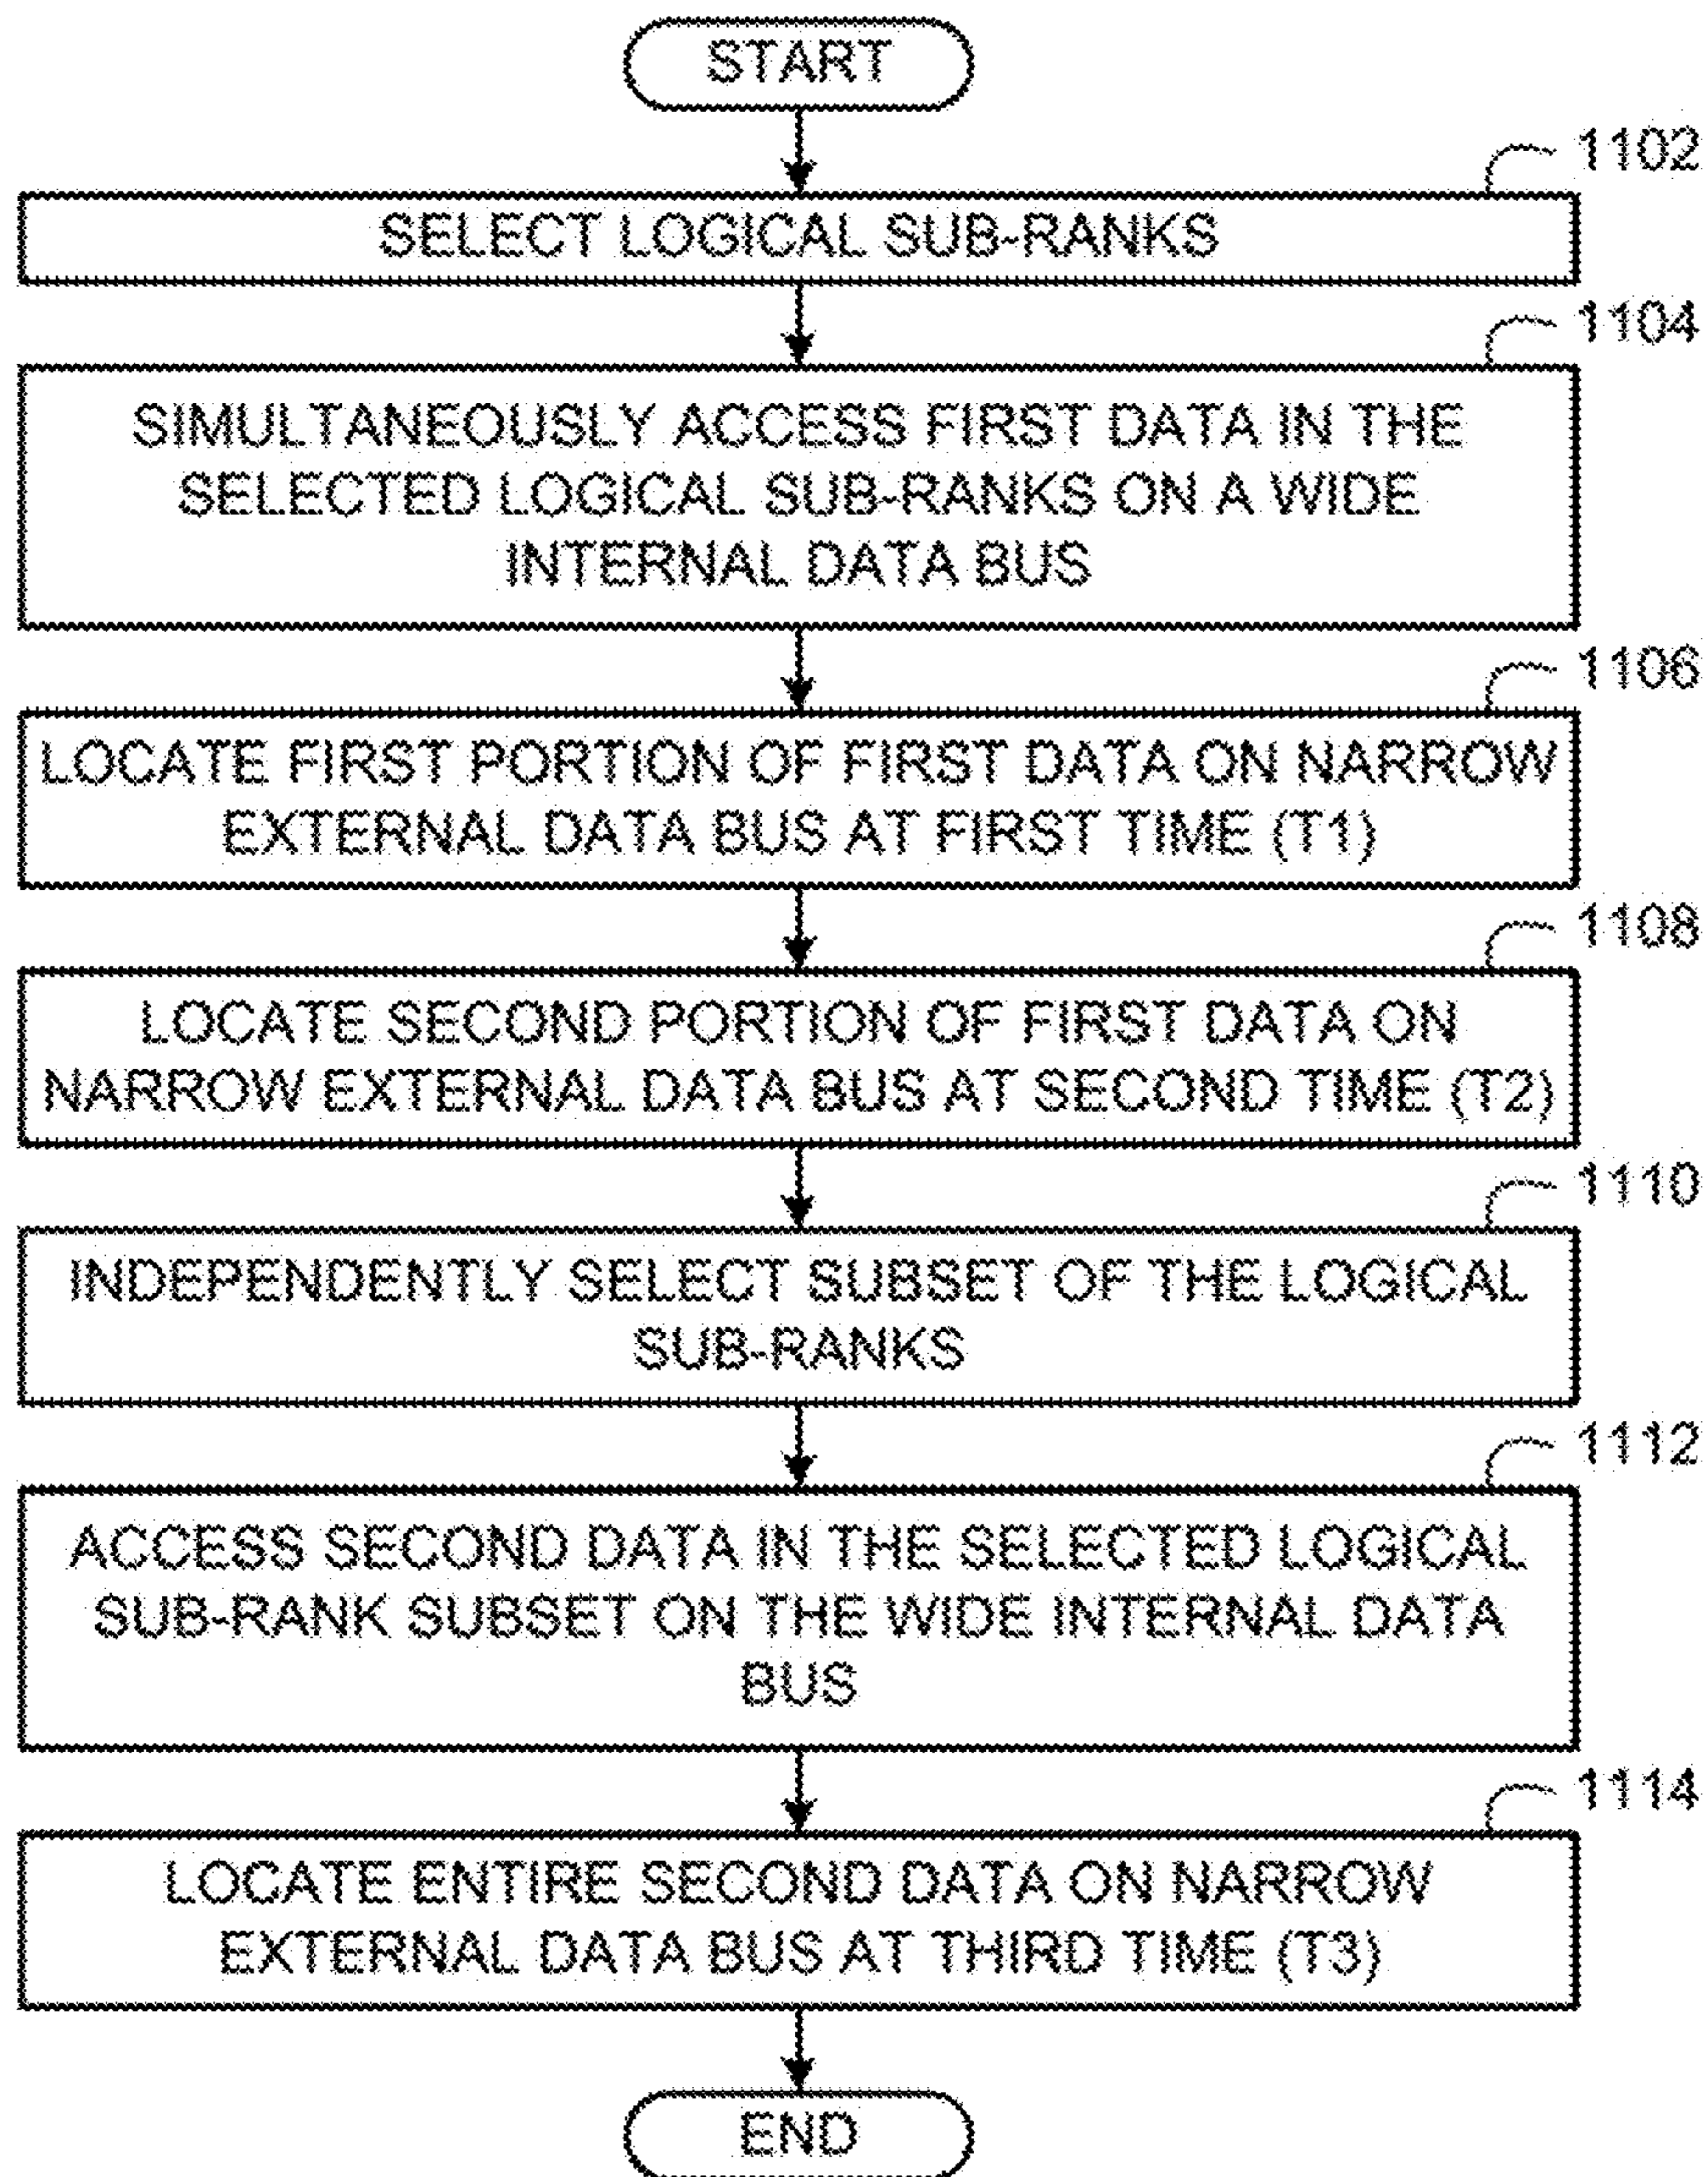 START
1102
SELECT LOGICAL SUB-RANKS
1104
SIMULTANEOUSLY ACCESS FIRST DATA IN THE
SELECTED LOGICAL SUB-RANKS ON A WIDE
INTERNAL DATA BUS
1106
LOCATE FIRST PORTION OF FIRST DATA ON NARROW
EXTERNAL DATA BUS AT FIRST TIME (T1)
1108
LOCATE SECOND PORTION OF FIRST DATA ON
NARROW EXTERNAL DATA BUS AT SECOND TIME (T2)
1110
INDEPENDENTLY SELECT SUBSET OF THE LOGICAL
SUB-RANKS
1112
ACCESS SECOND DATA IN THE SELECTED LOGICAL
SUB-RANK SUBSET ON THE WIDE INTERNAL DATA
BUS
1114
LOCATE ENTIRE SECOND DATA ON NARROW
EXTERNAL DATA BUS AT THIRD TIME (T3)
END